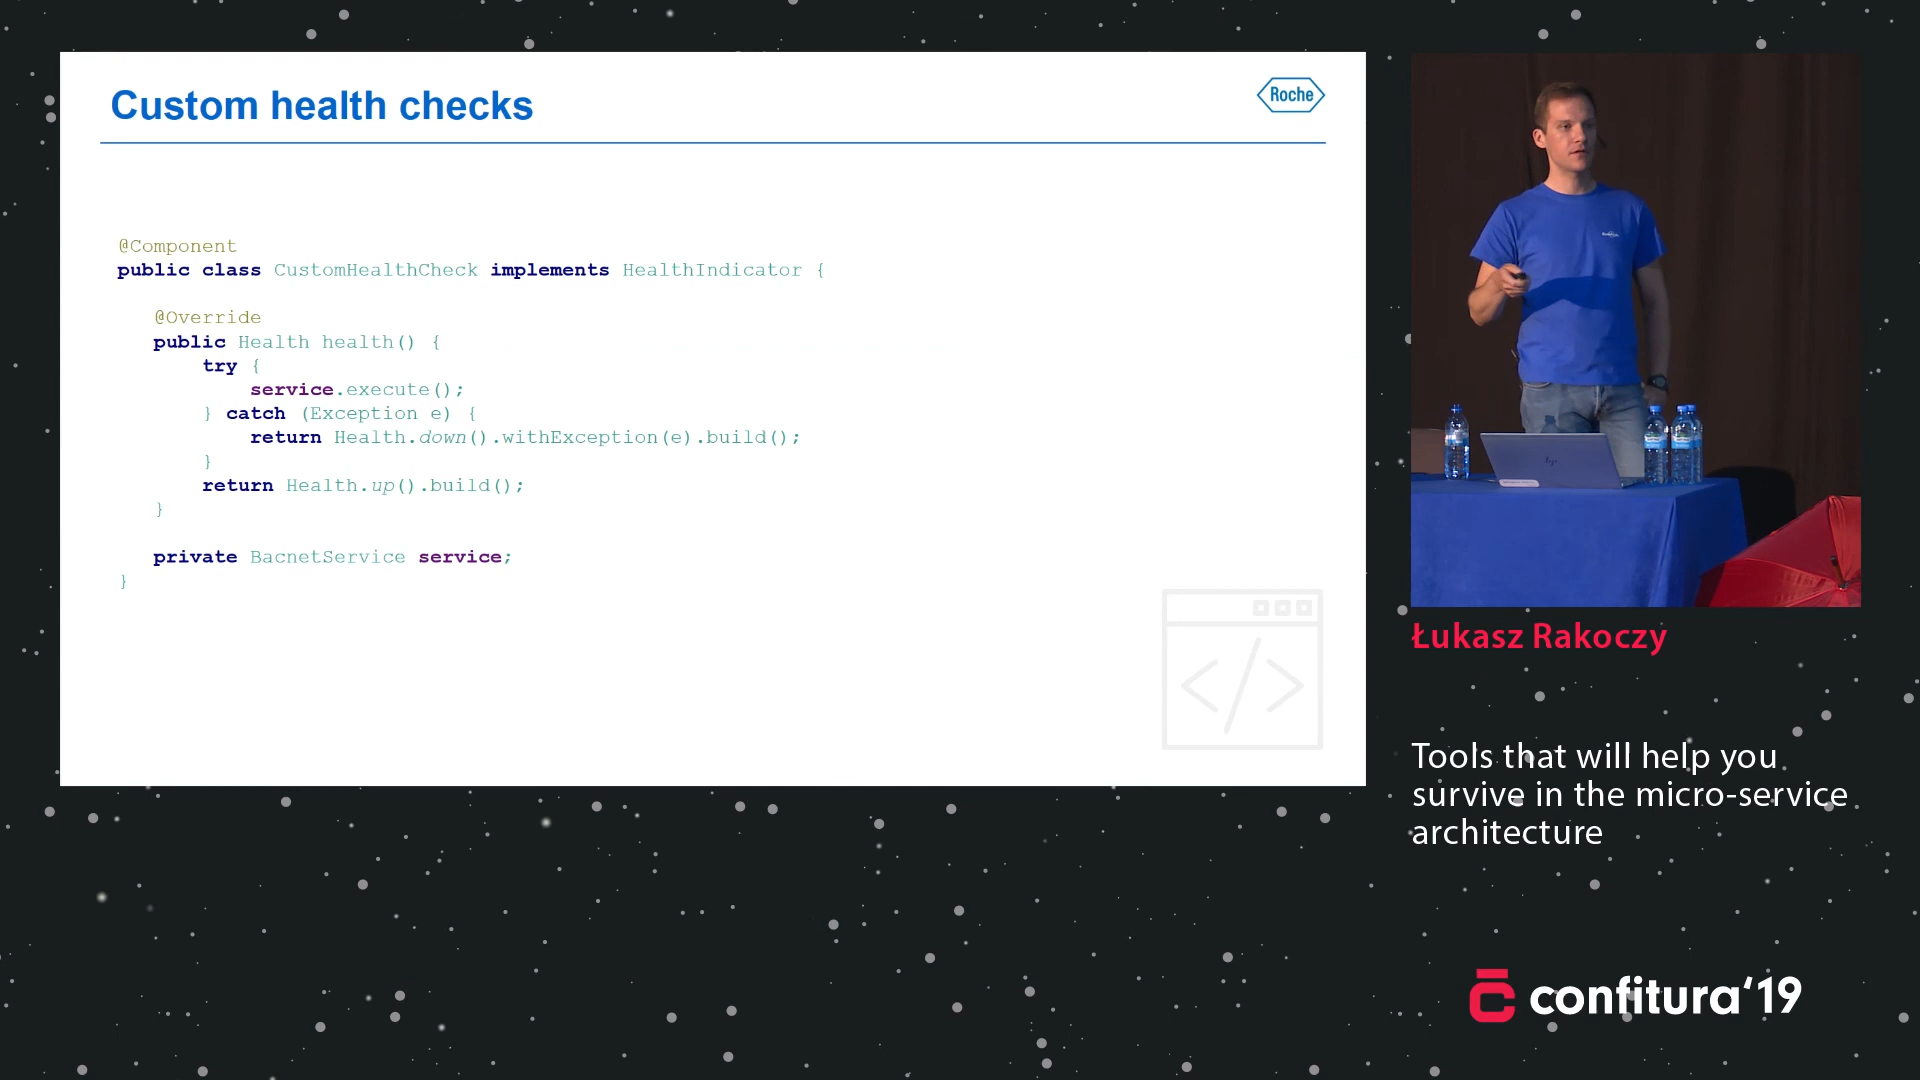 Custom health checks
Roche
@Component
public class CustomHealthCheck implements HealthIndicator {
@Override
public Health health() {
try {
service.execute();
} catch (Exception e) {
return Health.down().withException(e).build();
}
return Health.up().build();
}
private BacnetService service;
}
Łukasz Rakoczy
Tools that will help you
survive in the micro-service
architecture
confitura‘19